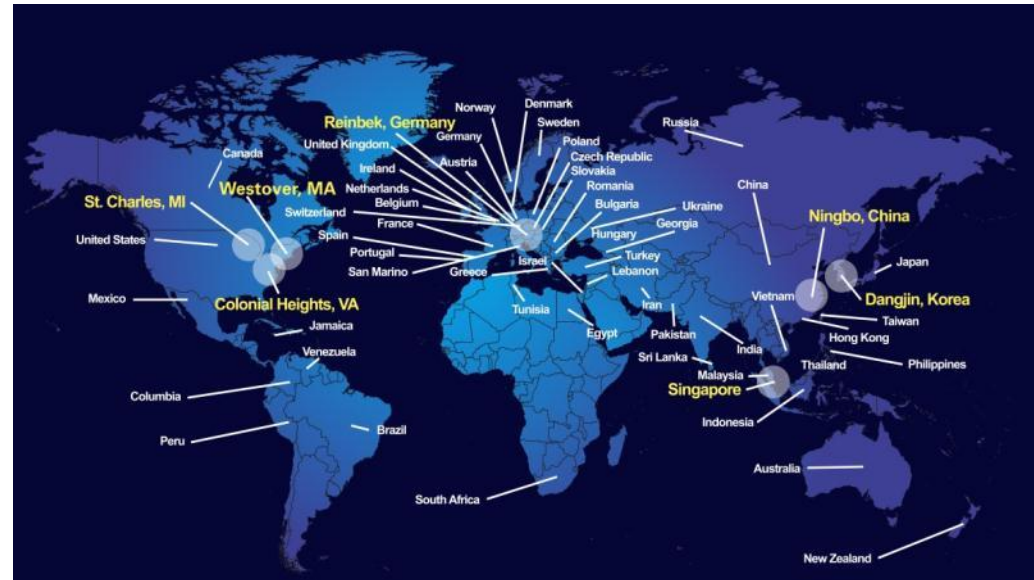 Norway
Denmark
Reinbek, Germany
Sweden
Russia
Germany
Poland
United Kingdom
Czech Republic
Canada
Austria
Ireland
Slovakia
Westover, MA
Netherlands
Romania
China
St. Charles, MI
Belgium
Bulgaria
Switzerland
Ukraine
Ningbo, China
France
Georgia
Hungary
United States
Spain
Portugal
Turkey
Israel
Japan
San Marino
Greece
Lebanon
Mexico
Colonial Heights, VA
Iran
Vietnam
Dangjin, Korea
Tunisia
Taiwan
Jamaica
Egypt
Pakistan
Hong Kong
India
Venezuela
Sri Lanka
Thailand
Philippines
Malaysia
Singapore
Columbia
Indonesia
Brazil
Peru
Australia
South Africa
New Zealand